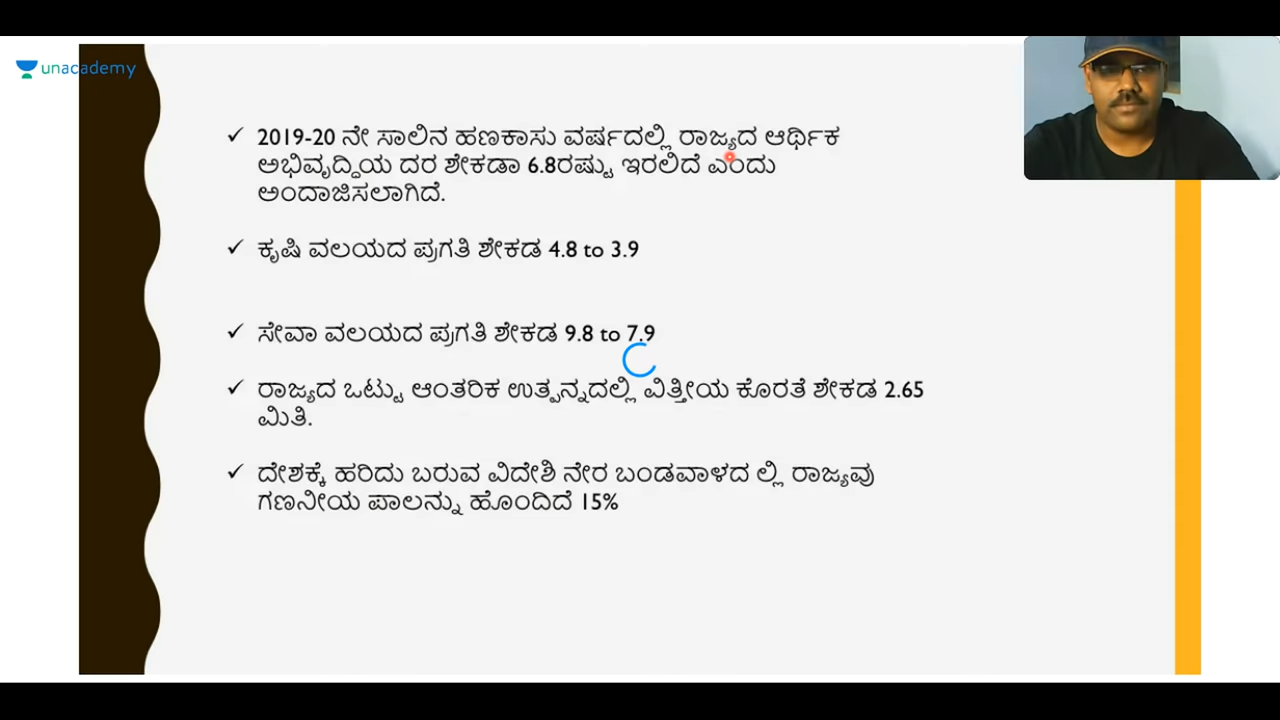 unacademy
2019-20 ನೇ ಸಾಲಿನ ಹಣಕಾಸು ವರ್ಷದಲ್ಲಿ ರಾಜ್ಯದ ಆರ್ಥಿಕ
ಅಭಿವೃದ್ಧಿಯ ದರ ಶೇಕಡಾ 6.8ರಷ್ಟು ಇರಲಿದೆ ಎಂದು
ಅಂದಾಜಿಸಲಾಗಿದೆ.
ಕೃಷಿ ವಲಯದ ಪ್ರಗತಿ ಶೇಕಡ 4.8 to 3.9
ಸೇವಾ ವಲಯದ ಪ್ರಗತಿ ಶೇಕಡ 9.8 to 7.9
ರಾಜ್ಯದ ಒಟ್ಟು ಆಂತರಿಕ ಉತ್ಪನ್ನದಲ್ಲಿ ವಿತ್ತೀಯ ಕೊರತೆ ಶೇಕಡ 2.65
ಮಿತಿ.
ದೇಶಕ್ಕೆ ಹರಿದು ಬರುವ ವಿದೇಶಿ ನೇರ ಬಂಡವಾಳದ ಲ್ಲಿ ರಾಜ್ಯವು
ಗಣನೀಯ ಪಾಲನ್ನು ಹೊಂದಿದೆ 15%